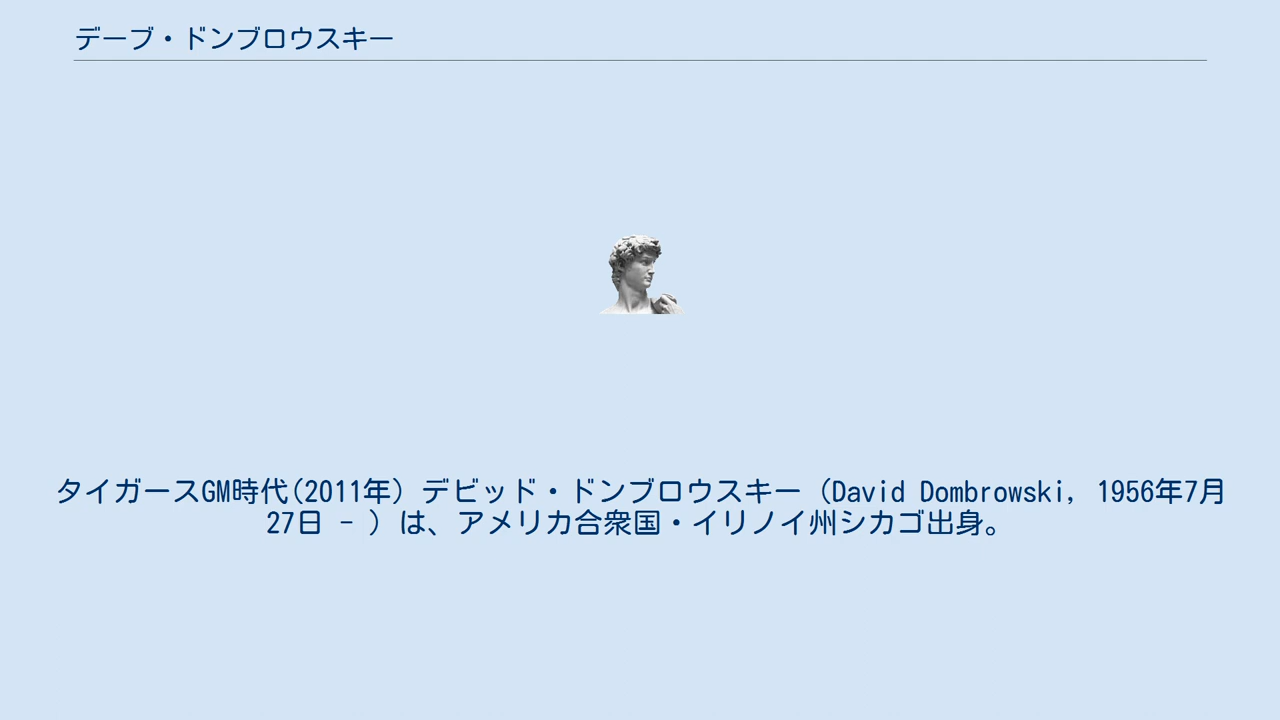 デーブ・ドンブロウスキー
タイガースGM時代(2011年) デビッド・ドンブロウスキー（David Dombrowski, 1956年7月
27日 - ）は、アメリカ合衆国・イリノイ州シカゴ出身。